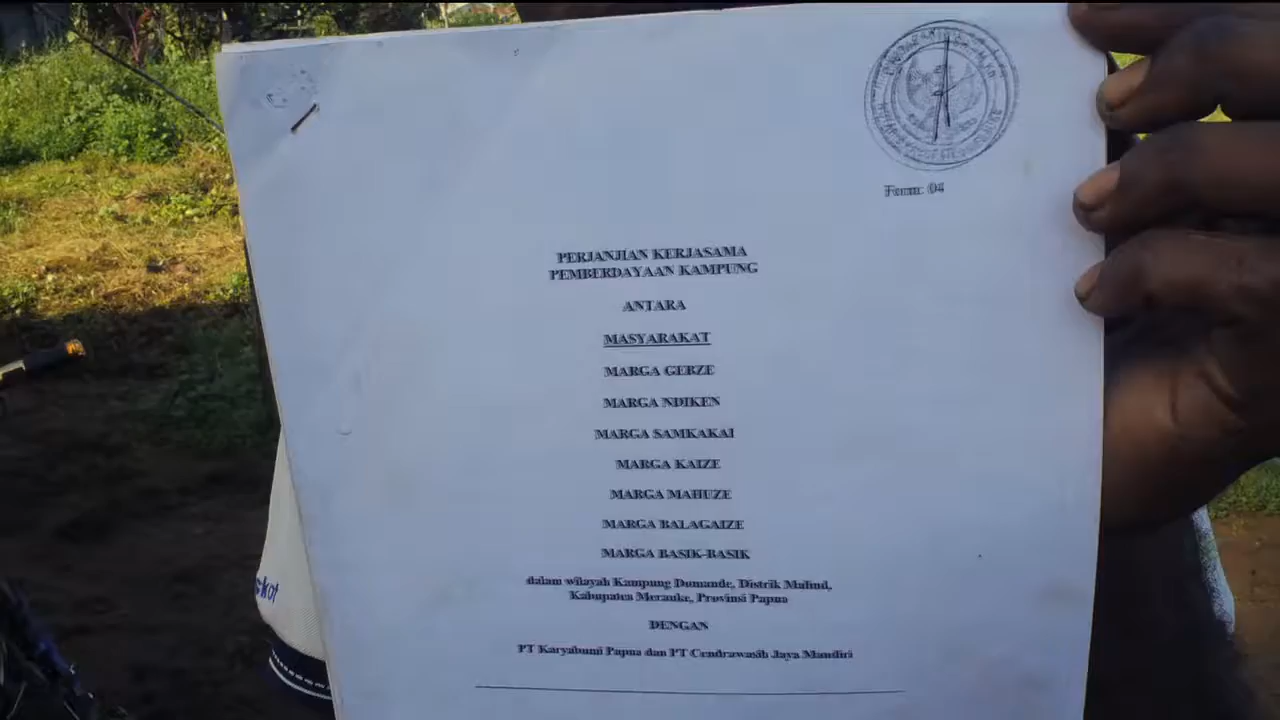 Form: 04
PERJANJIAN KERJASAMA
PEMBERDAYAAN KAMPUNG
ANTARA
MASYARAKAT
MARGA GEBZE
MARGA NDIKEN
MARGA SAMKAKAI
MARGA KAIZE
MARGA MAHUZE
MARGA BALAGAIZE
MARGA BASIK-BASIK
dalam wilayah Kampung Domande, Distrik Malind,
Kabupaten Merauke, Provinsi Papua
DENGAN
PT Karyabumi Papua dan PT Cendrawasih Jaya Mandiri